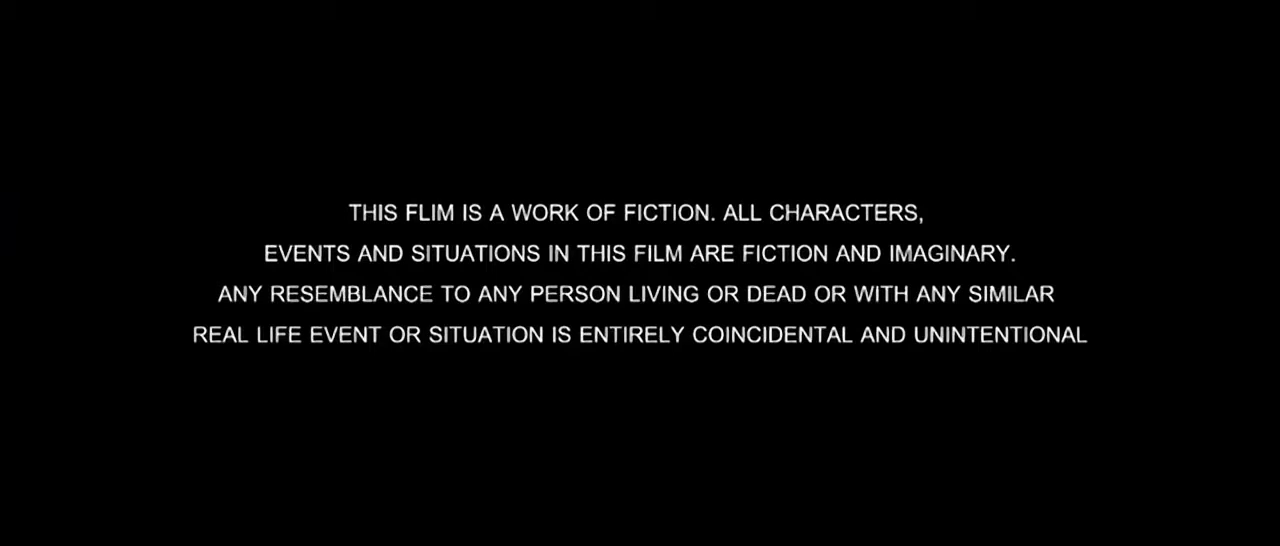 THIS FLIM IS A WORK OF FICTION. ALL CHARACTERS,
EVENTS AND SITUATIONS IN THIS FILM ARE FICTION AND IMAGINARY.
ANY RESEMBLANCE TO ANY PERSON LIVING OR DEAD OR WITH ANY SIMILAR
REAL LIFE EVENT OR SITUATION IS ENTIRELY COINCIDENTAL AND UNINTENTIONAL